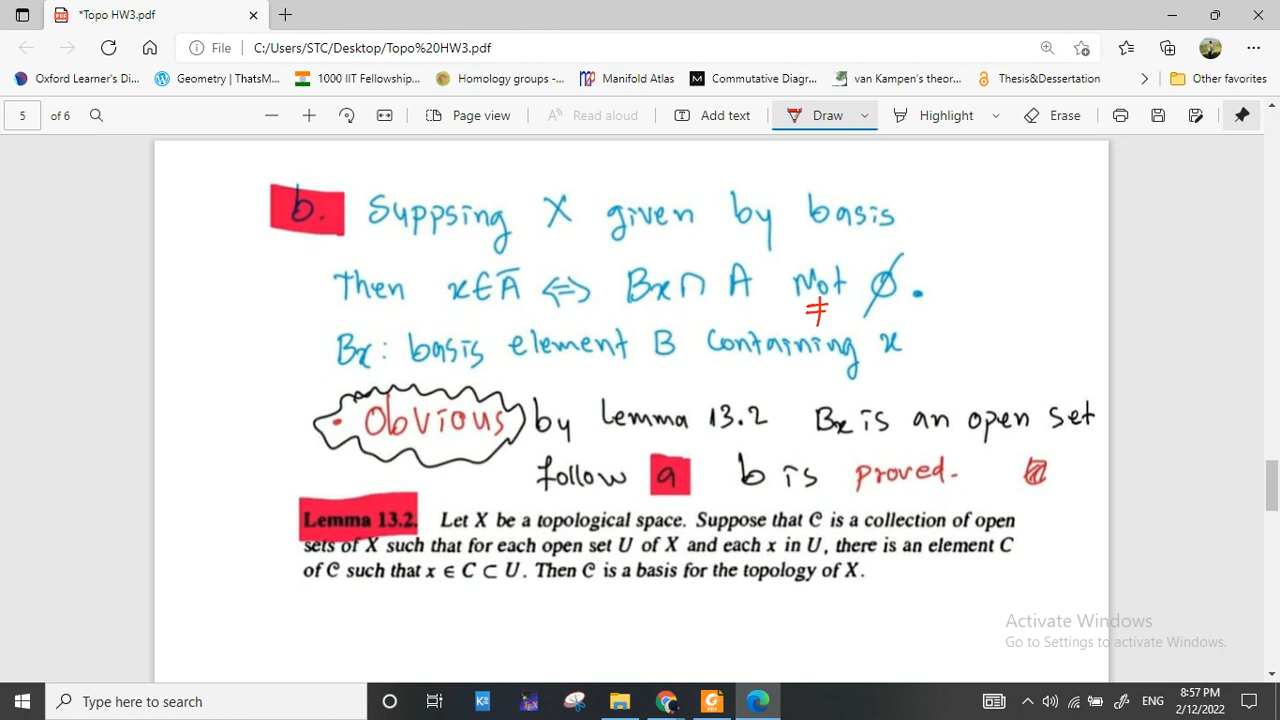 *Topo HW3.pdf
File C:/Users/STC/Desktop/Topo%20HW3.pdf
Oxford Learner's Di... Geometry | ThatsM... 1000 IIT Fellowship... Homology groups -... Manifold Atlas Commutative Diagr... van Kampen's theor... Thesis&Dessertation Other favorites
5 of 6 Page view Read aloud Add text Draw Highlight Erase
b. Suppsing X given by basis
Then x∈Ā ⇔ Bx∩ A Not ∅.
≠
Bx: basis element B containing x
• Obvious by Lemma 13.2 Bx is an open set
follow a b is proved.
Lemma 13.2. Let X be a topological space. Suppose that C is a collection of open
sets of X such that for each open set U of X and each x in U, there is an element C
of C such that x ∈ C ⊂ U. Then C is a basis for the topology of X.
Activate Windows
Go to Settings to activate Windows.
Type here to search
ENG
8:57 PM
2/12/2022